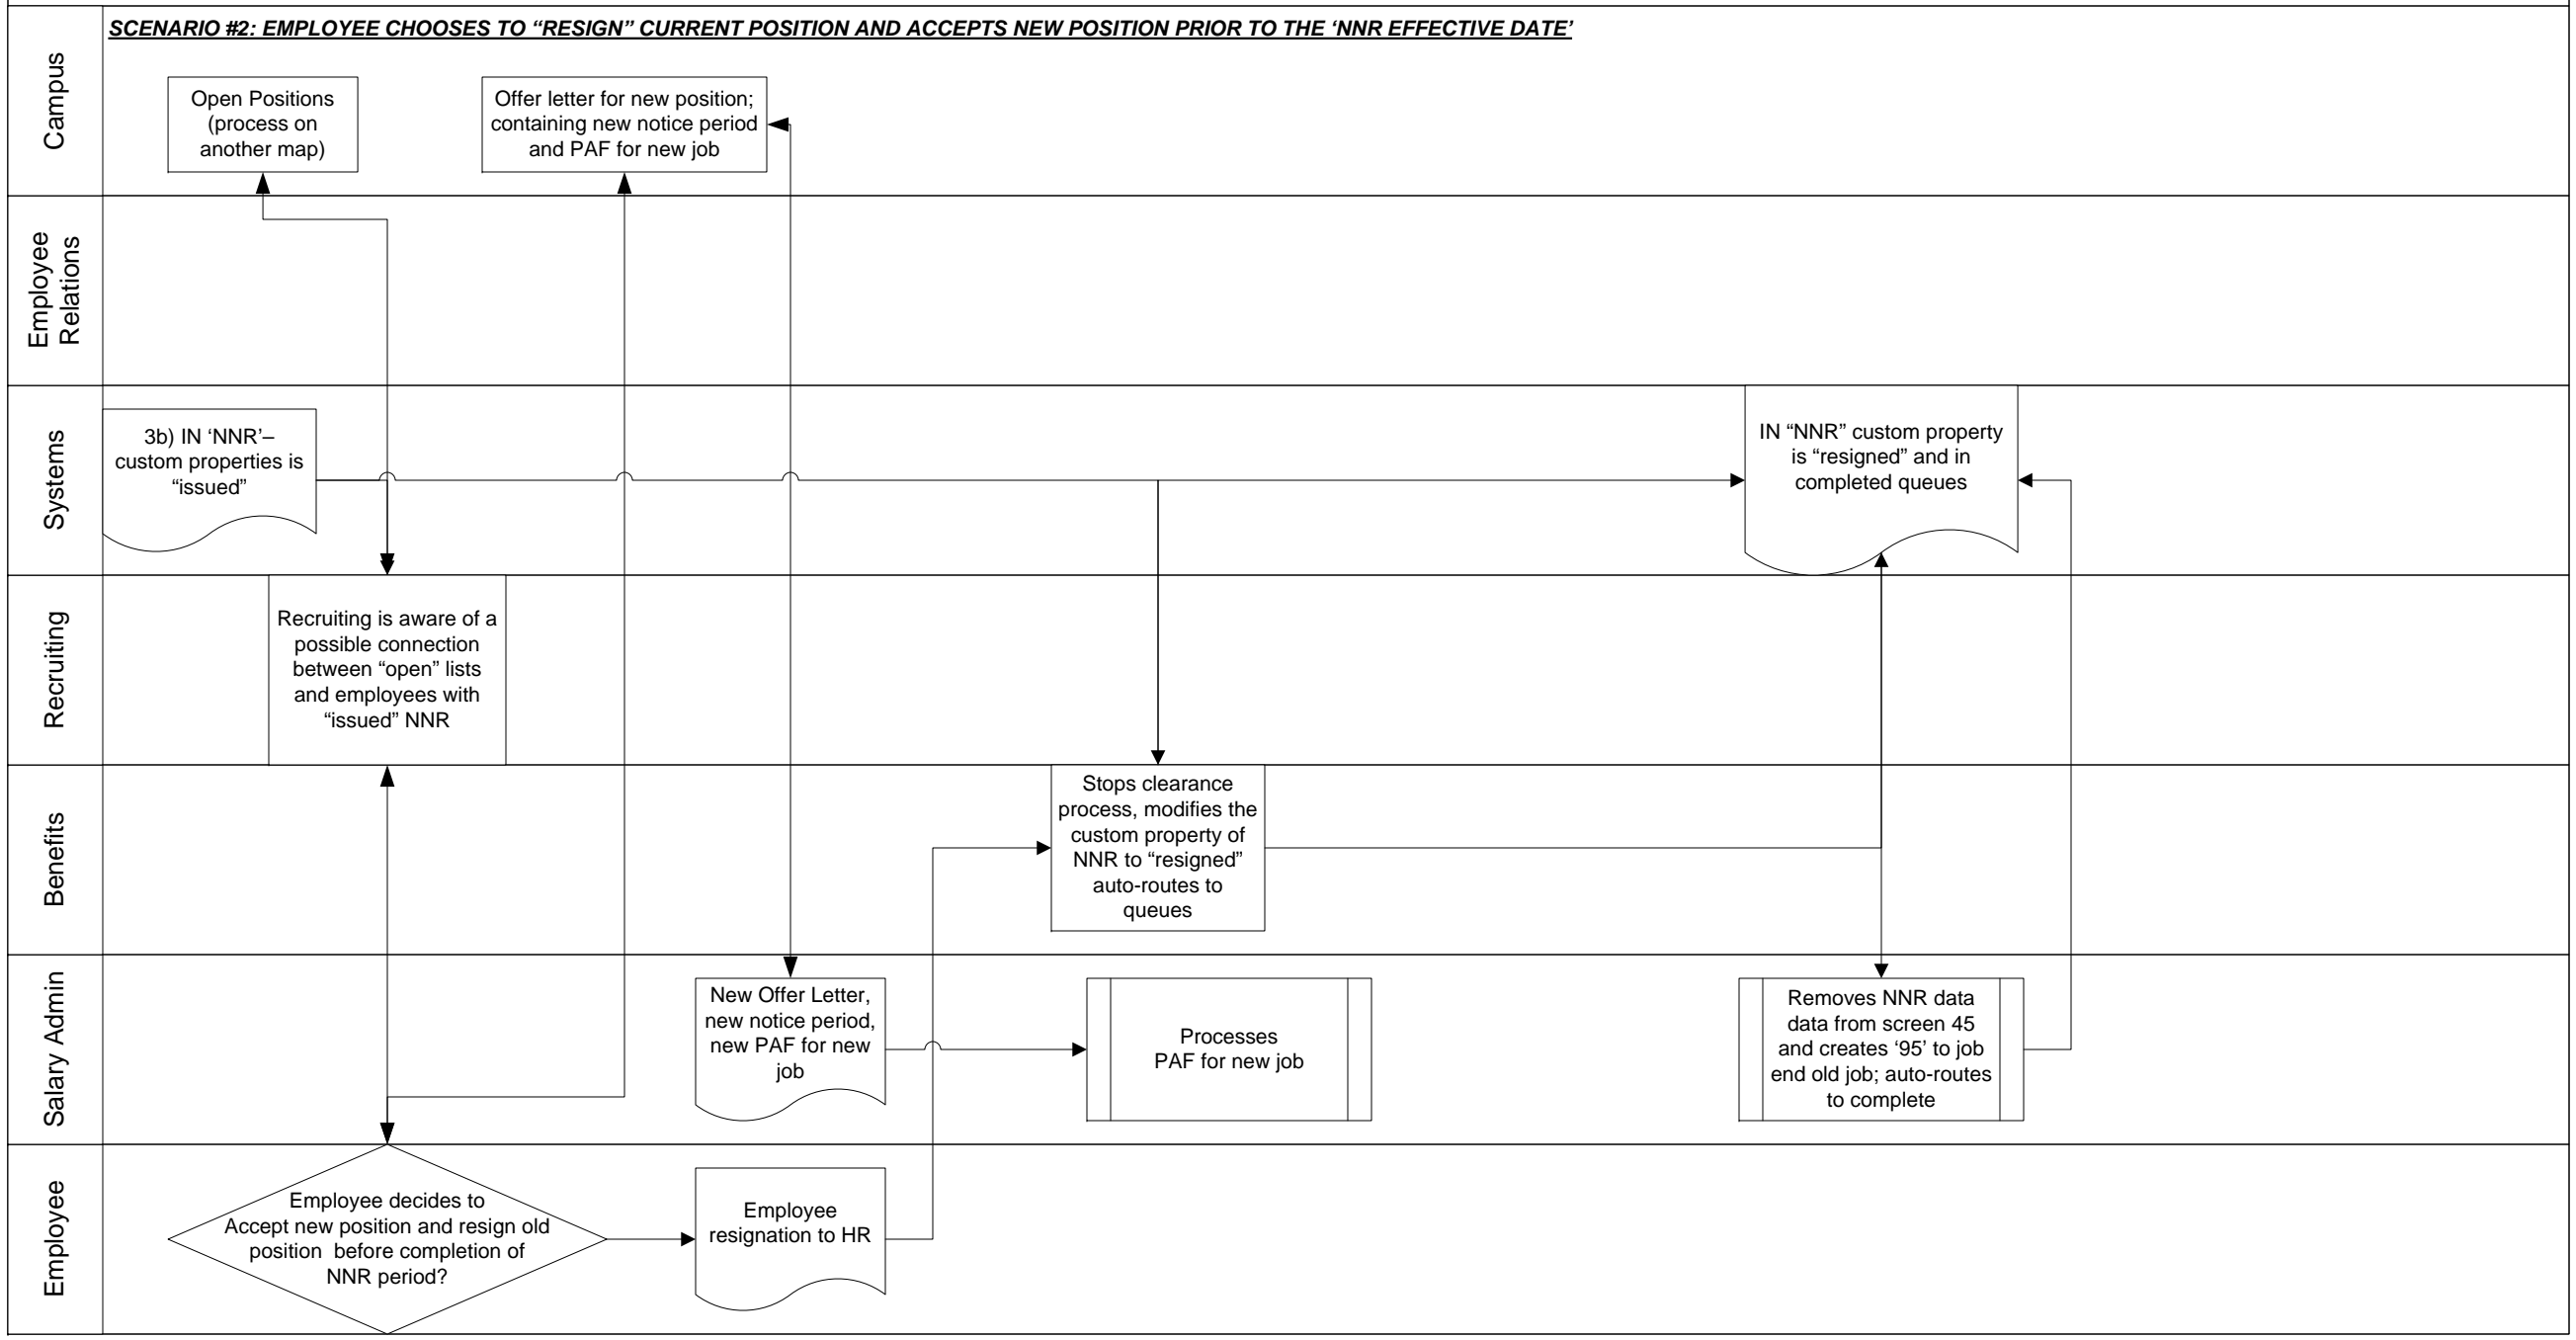 SCENARIO #2: EMPLOYEE CHOOSES TO “RESIGN” CURRENT POSITION AND ACCEPTS NEW POSITION PRIOR TO THE ‘NNR EFFECTIVE DATE’
Campus
Open Positions
(process on
another map)
Offer letter for new position;
containing new notice period
and PAF for new job
Employee
Relations
Systems
3b) IN ‘NNR’–
custom properties is
“issued”
IN “NNR” custom property
is “resigned” and in
completed queues
Recruiting
Recruiting is aware of a
possible connection
between “open” lists
and employees with
“issued” NNR
Benefits
Stops clearance
process, modifies the
custom property of
NNR to “resigned”
auto-routes to
queues
Salary Admin
New Offer Letter,
new notice period,
new PAF for new
job
Processes
PAF for new job
Removes NNR data
data from screen 45
and creates ‘95’ to job
end old job; auto-routes
to complete
Employee
Employee decides to
Accept new position and resign old
position  before completion of
NNR period?
Employee
resignation to HR